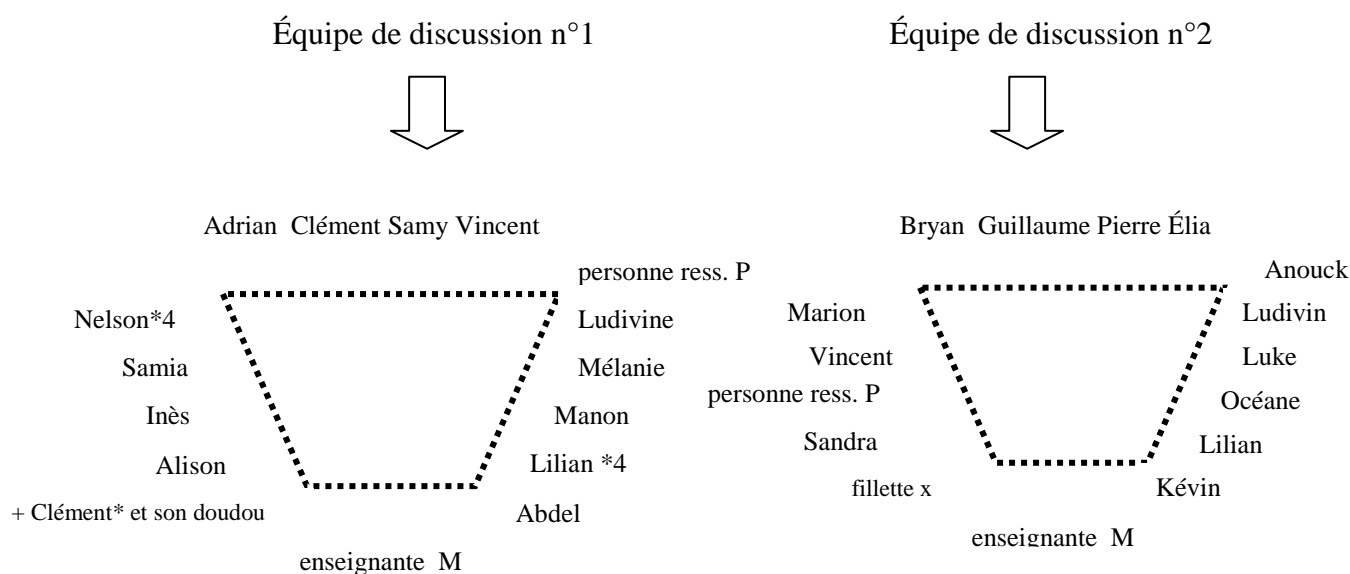 Équipe de discussion n°1
Adrian Clément Samy Vincent
personne ress. P
Nelson*4
Ludivine
Samia
Mélanie
Inès
Manon
Alison
Lilian *4
+ Clément* et son doudou
Abdel
enseignante M
Équipe de discussion n°2
Bryan Guillaume Pierre Élia
Anouck
Marion
Ludivin
Vincent
Luke
personne ress. P
Océane
Sandra
Lilian
fillette x
Kévin
enseignante M